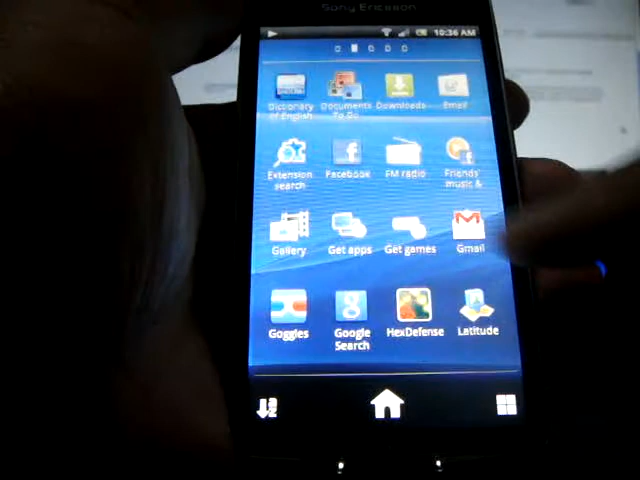 Sony Ericsson
10:36 AM
Dictionary of English
Documents To Go
Downloads
Email
Extension search
Facebook
FM radio
Friends' music &
Gallery
Get apps
Get games
Gmail
Goggles
Google Search
HexDefense
Latitude